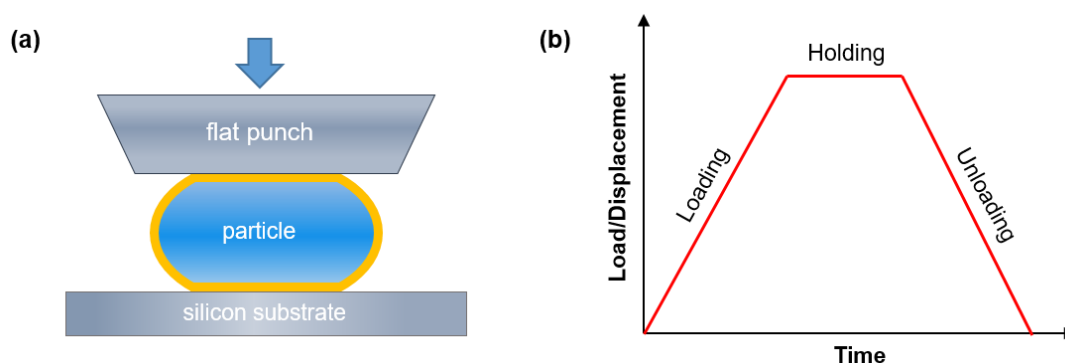 (a)
flat punch
particle
silicon substrate
(b)
Load/Displacement
Loading
Holding
Unloading
Time